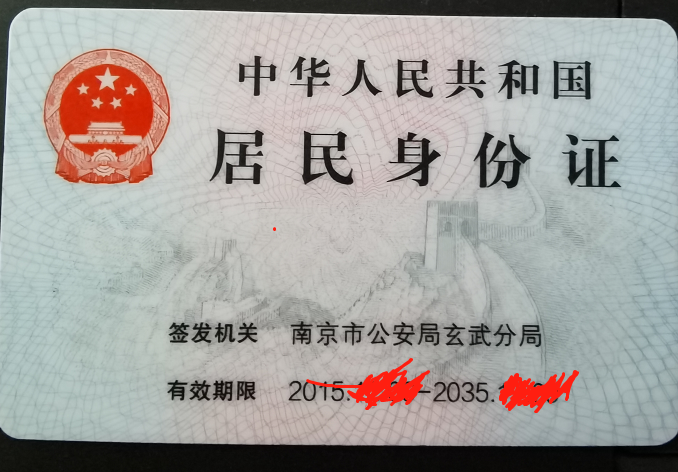 中华人民共和国
居民身份证
签发机关 南京市公安局玄武分局
有效期限 2015.-2035.